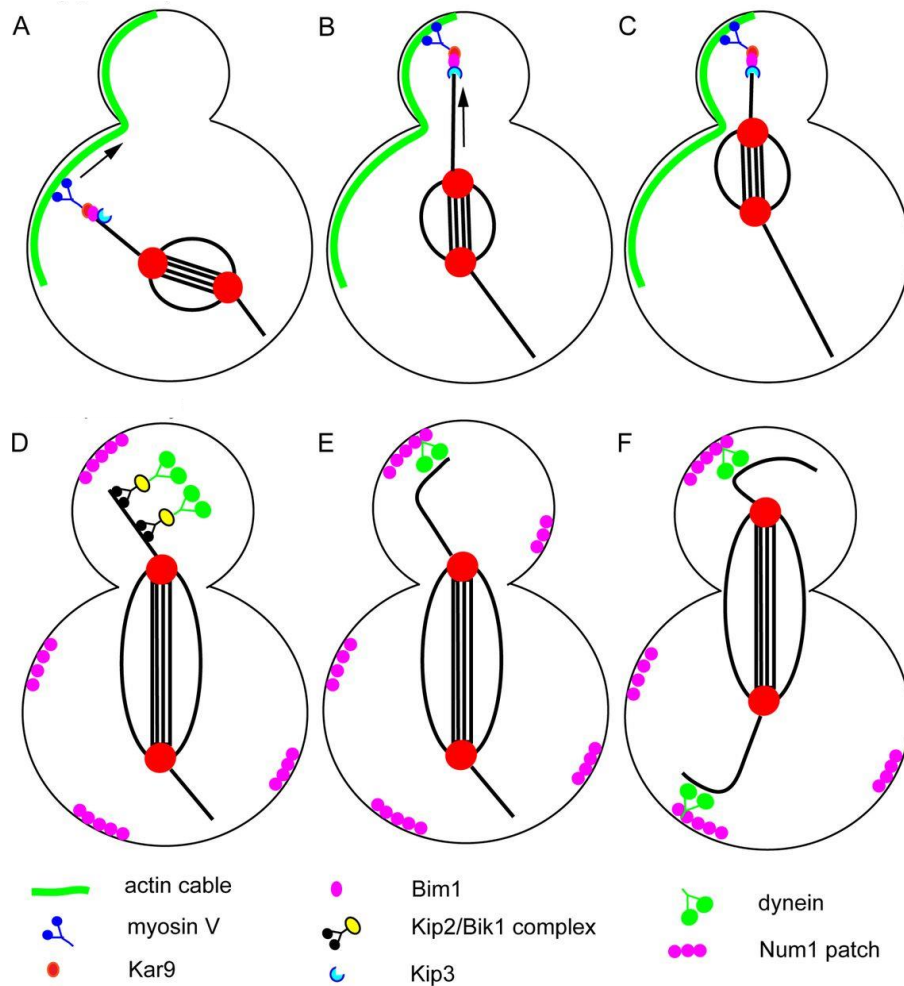 A
B
C
D
E
F
actin cable
myosin V
Kar9
Bim1
Kip2/Bik1 complex
Kip3
dynein
Num1 patch